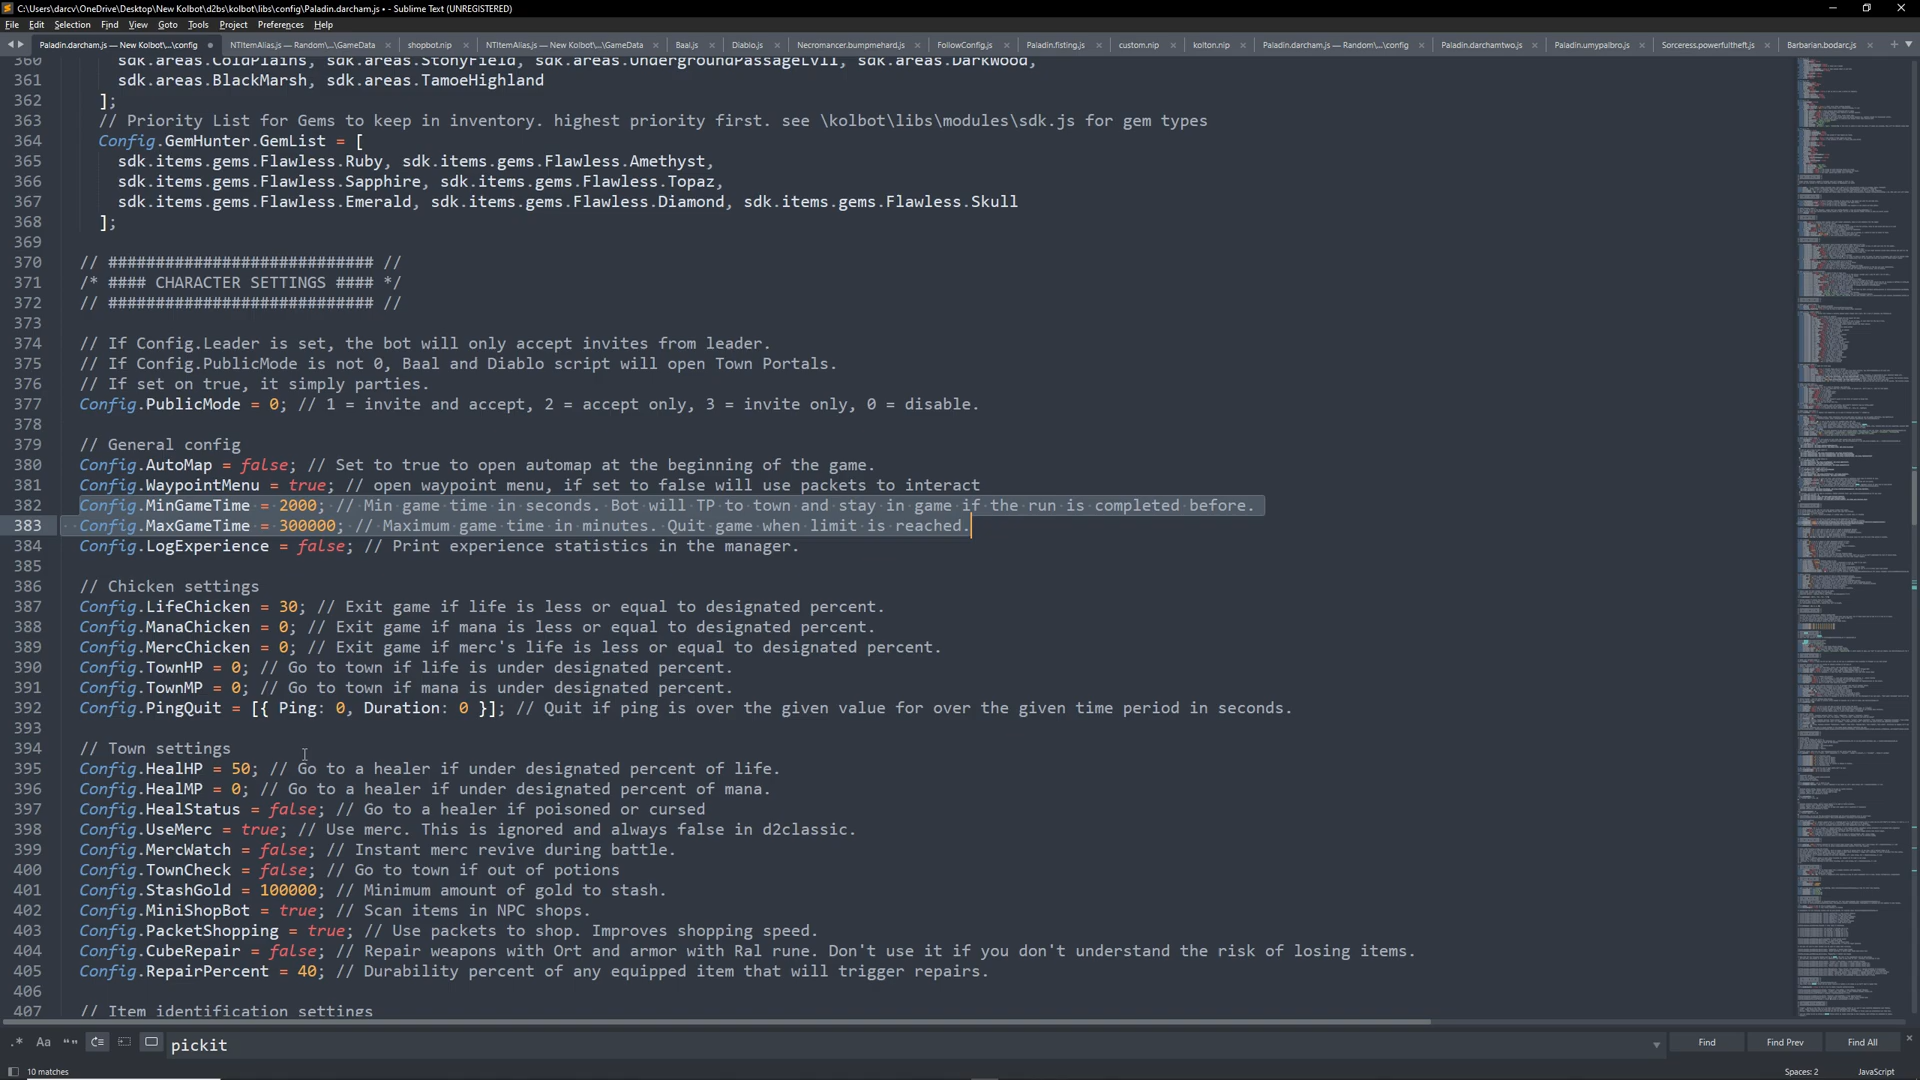 C:\Users\darcv\OneDrive\Desktop\New Kolbot\d2bs\kolbot\libs\config\Paladin.darcham.js • - Sublime Text (UNREGISTERED)
File Edit Selection Find View Goto Tools Project Preferences Help
Paladin.darcham.js — New Kolbot\...\config NTItemAlias.js — Random\...\GameData shopbot.nip NTItemAlias.js — New Kolbot\...\GameData Baal.js Diablo.js Necromancer.bumpmehard.js FollowConfig.js Paladin.fisting.js custom.nip kolton.nip Paladin.darcham.js — Random\...\config Paladin.darchamtwo.js Paladin.umypalbro.js Sorceress.powerfultheft.js Barbarian.bodarc.js
360 sdk.areas.ColdPlains, sdk.areas.StonyField, sdk.areas.UndergroundPassageLvl1, sdk.areas.DarkWood,
361 sdk.areas.BlackMarsh, sdk.areas.TamoeHighland
362 ];
363 // Priority List for Gems to keep in inventory. highest priority first. see \kolbot\libs\modules\sdk.js for gem types
364 Config.GemHunter.GemList = [
365 sdk.items.gems.Flawless.Ruby, sdk.items.gems.Flawless.Amethyst,
366 sdk.items.gems.Flawless.Sapphire, sdk.items.gems.Flawless.Topaz,
367 sdk.items.gems.Flawless.Emerald, sdk.items.gems.Flawless.Diamond, sdk.items.gems.Flawless.Skull
368 ];
369
370 // ############################ //
371 /* #### CHARACTER SETTINGS #### */
372 // ############################ //
373
374 // If Config.Leader is set, the bot will only accept invites from leader.
375 // If Config.PublicMode is not 0, Baal and Diablo script will open Town Portals.
376 // If set on true, it simply parties.
377 Config.PublicMode = 0; // 1 = invite and accept, 2 = accept only, 3 = invite only, 0 = disable.
378
379 // General config
380 Config.AutoMap = false; // Set to true to open automap at the beginning of the game.
381 Config.WaypointMenu = true; // open waypoint menu, if set to false will use packets to interact
382 Config.MinGameTime = 2000; // Min game time in seconds. Bot will TP to town and stay in game if the run is completed before.
383 Config.MaxGameTime = 300000; // Maximum game time in minutes. Quit game when limit is reached.
384 Config.LogExperience = false; // Print experience statistics in the manager.
385
386 // Chicken settings
387 Config.LifeChicken = 30; // Exit game if life is less or equal to designated percent.
388 Config.ManaChicken = 0; // Exit game if mana is less or equal to designated percent.
389 Config.MercChicken = 0; // Exit game if merc's life is less or equal to designated percent.
390 Config.TownHP = 0; // Go to town if life is under designated percent.
391 Config.TownMP = 0; // Go to town if mana is under designated percent.
392 Config.PingQuit = [{ Ping: 0, Duration: 0 }]; // Quit if ping is over the given value for over the given time period in seconds.
393
394 // Town settings
395 Config.HealHP = 50; // Go to a healer if under designated percent of life.
396 Config.HealMP = 0; // Go to a healer if under designated percent of mana.
397 Config.HealStatus = false; // Go to a healer if poisoned or cursed
398 Config.UseMerc = true; // Use merc. This is ignored and always false in d2classic.
399 Config.MercWatch = false; // Instant merc revive during battle.
400 Config.TownCheck = false; // Go to town if out of potions
401 Config.StashGold = 100000; // Minimum amount of gold to stash.
402 Config.MiniShopBot = true; // Scan items in NPC shops.
403 Config.PacketShopping = true; // Use packets to shop. Improves shopping speed.
404 Config.CubeRepair = false; // Repair weapons with Ort and armor with Ral rune. Don't use it if you don't understand the risk of losing items.
405 Config.RepairPercent = 40; // Durability percent of any equipped item that will trigger repairs.
406
407 // Item identification settings
.* Aa “” pickit Find Find Prev Find All
10 matches Spaces: 2 JavaScript